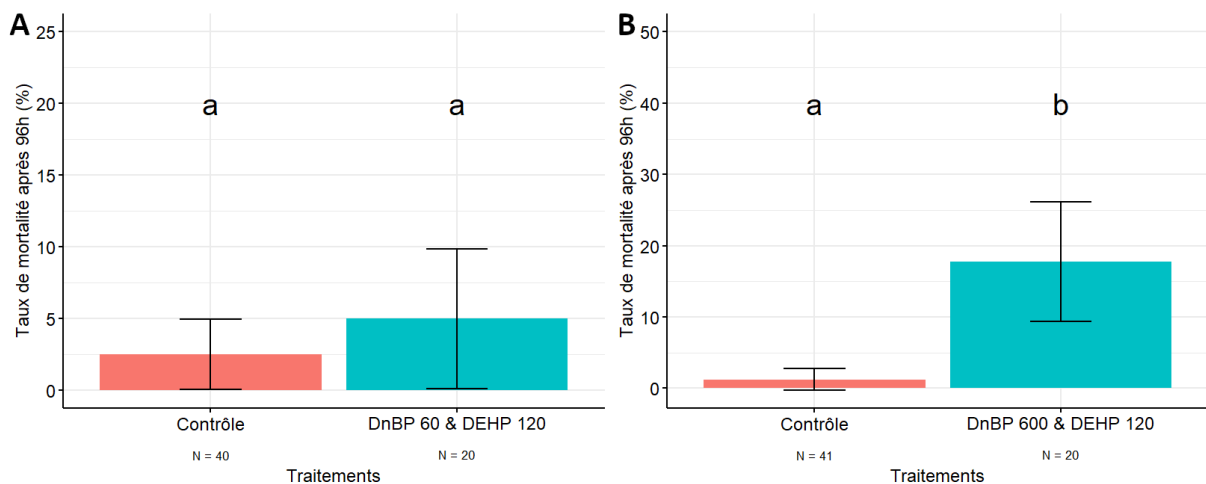 A
Taux de mortalité après 96h (%)
25
20
15
10
5
0
a
a
Contrôle
DnBP 60 & DEHP 120
N = 40
N = 20
Traitements
B
Taux de mortalité après 96h (%)
50
40
30
20
10
0
a
b
Contrôle
DnBP 600 & DEHP 120
N = 41
N = 20
Traitements